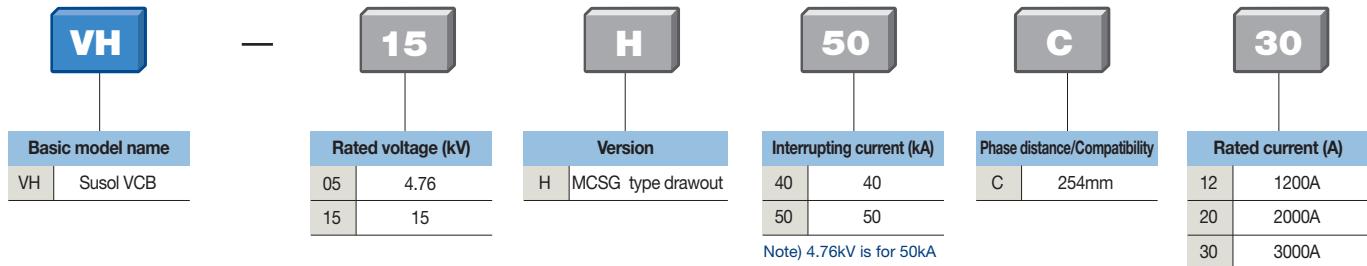 VH — 15 H 50 C 30
Basic model name
VH Susol VCB
Rated voltage (kV)
05 4.76
15 15
Version
H MCSG type drawout
Interrupting current (kA)
40 40
50 50
Note) 4.76kV is for 50kA
Phase distance/Compatibility
C 254mm
Rated current (A)
12 1200A
20 2000A
30 3000A